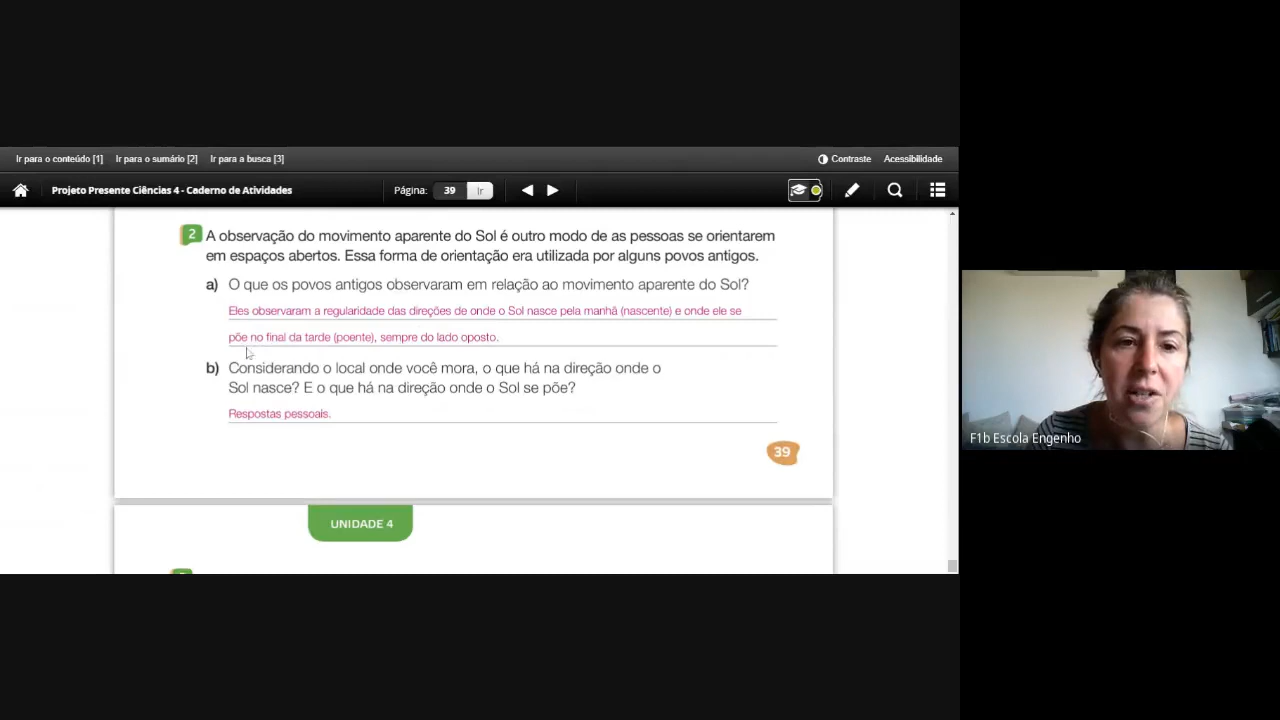 Ir para o conteúdo [1] Ir para o sumário [2] Ir para a busca [3] Contraste Acessibilidade
Projeto Presente Ciências 4 - Caderno de Atividades Página: 39 Ir
2 A observação do movimento aparente do Sol é outro modo de as pessoas se orientarem
em espaços abertos. Essa forma de orientação era utilizada por alguns povos antigos.
a) O que os povos antigos observaram em relação ao movimento aparente do Sol?
Eles observaram a regularidade das direções de onde o Sol nasce pela manhã (nascente) e onde ele se
põe no final da tarde (poente), sempre do lado oposto.
b) Considerando o local onde você mora, o que há na direção onde o
Sol nasce? E o que há na direção onde o Sol se põe?
Respostas pessoais.
39
UNIDADE 4
F1b Escola Engenho